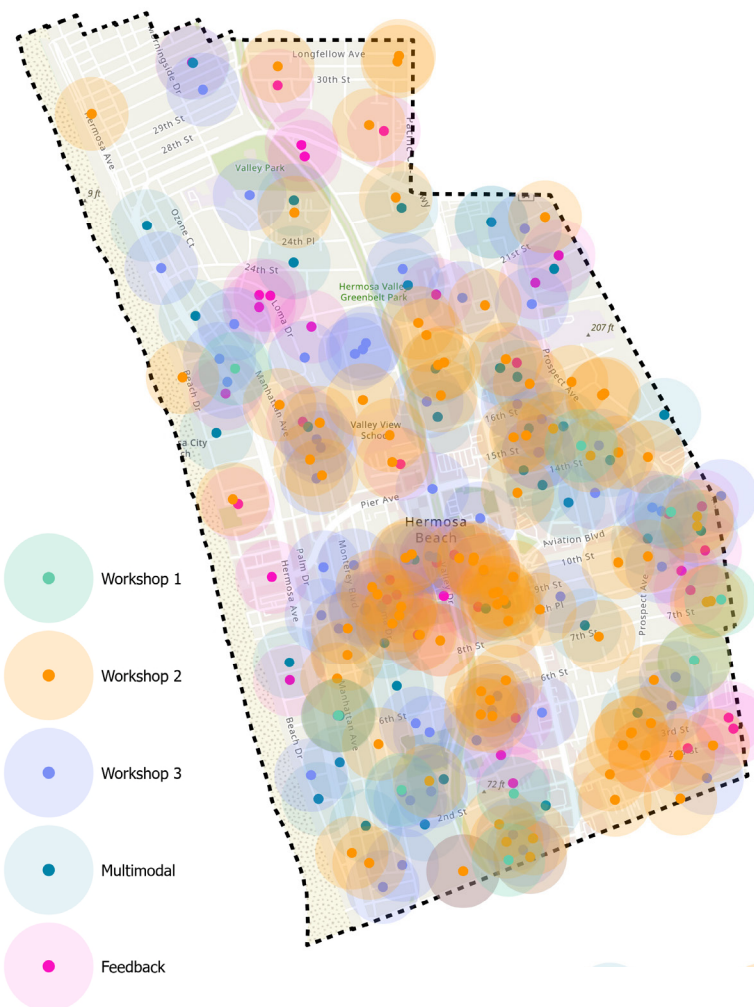 Longfellow Ave
30th St
29th St
28th St
Hermosa Ave
Valley Park
9 ft
Ozone Ct
24th Pl
21st St
24th St
Hermosa Valley
Greenbelt Park
Loma Dr
207 ft
Prospect Ave
Beach Dr
Manhattan Ave
16th St
Valley View
School
15th St
14th St
Pier Ave
Hermosa
Beach
Aviation Blvd
10th St
Palm Dr
Monterey Blvd
Hermosa Ave
9th St
Prospect Ave
7th St
7th St
8th St
6th St
Manhattan Ave
6th St
Beach Dr
3rd St
72 ft
2nd St
Workshop 1
Workshop 2
Workshop 3
Multimodal
Feedback